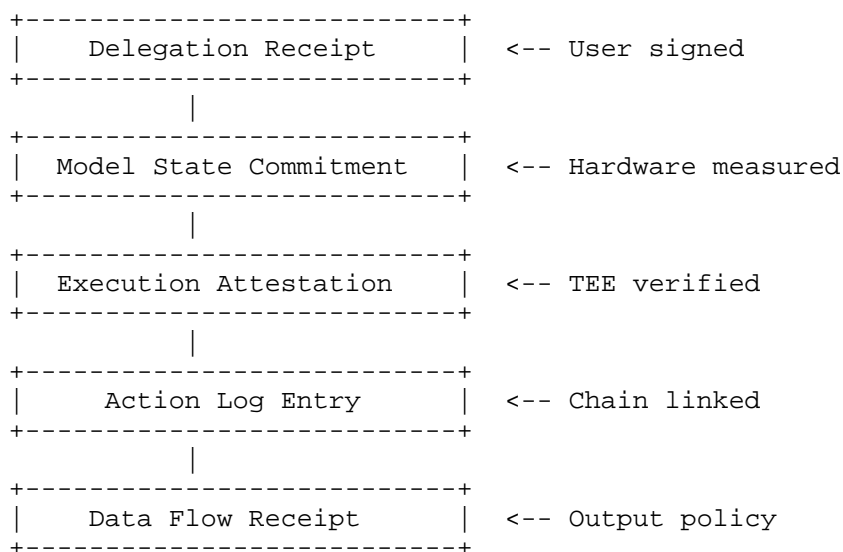 Delegation Receipt <-- User signed
Model State Commitment <-- Hardware measured
Execution Attestation <-- TEE verified
Action Log Entry <-- Chain linked
Data Flow Receipt <-- Output policy